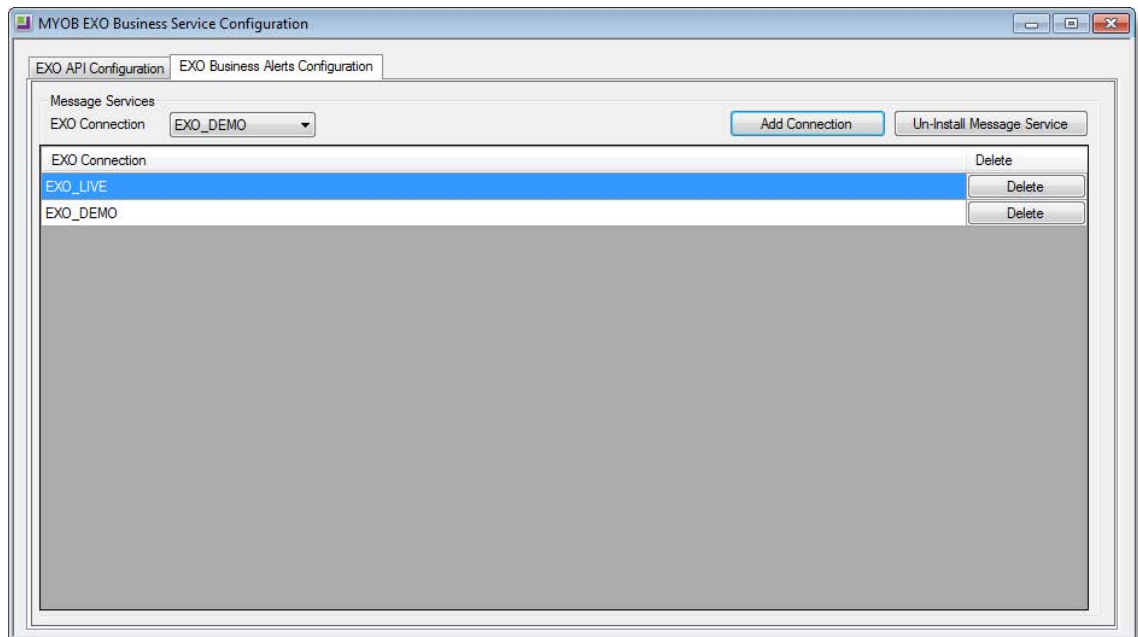 MYOB EXO Business Service Configuration
EXO API Configuration EXO Business Alerts Configuration
Message Services
EXO Connection EXO_DEMO Add Connection Un-Install Message Service
EXO Connection Delete
EXO_LIVE Delete
EXO_DEMO Delete